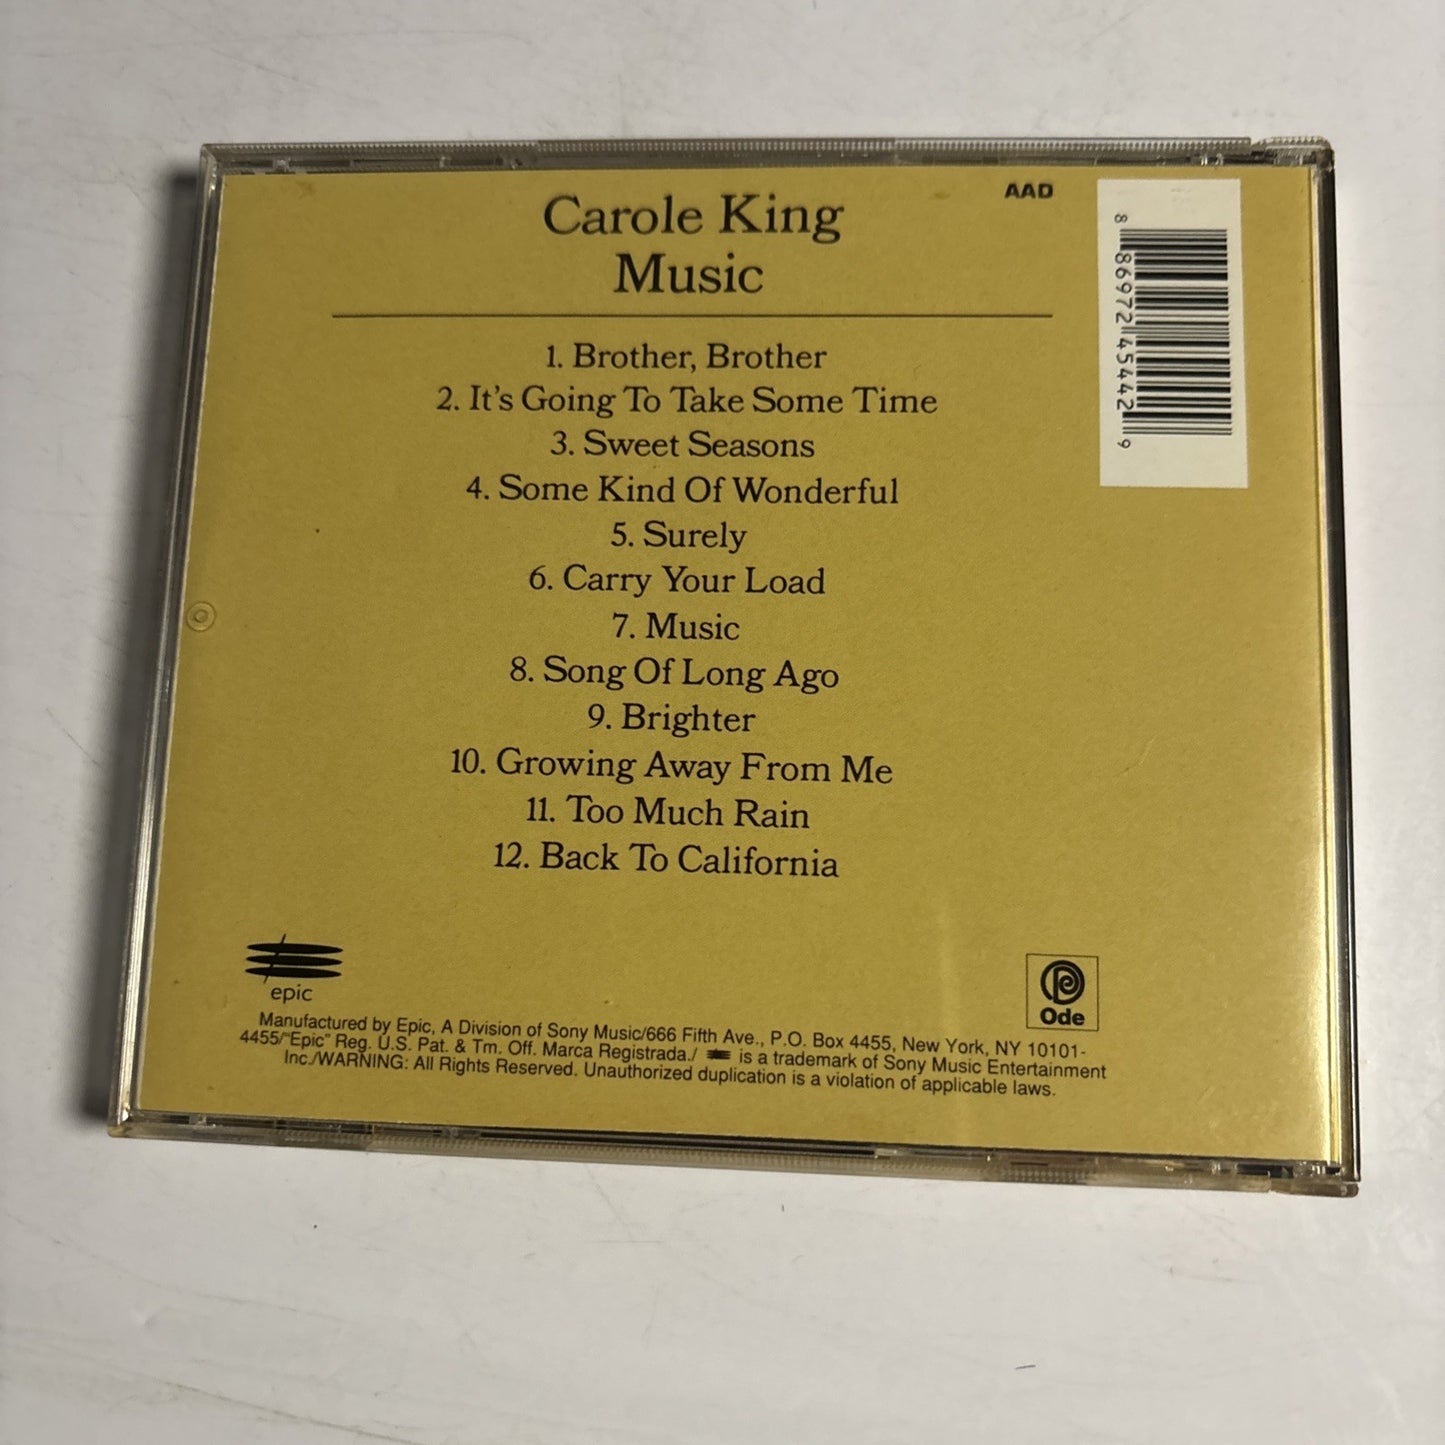 AAD
Carole King
Music
1. Brother, Brother
2. It's Going To Take Some Time
3. Sweet Seasons
4. Some Kind Of Wonderful
5. Surely
6. Carry Your Load
7. Music
8. Song Of Long Ago
9. Brighter
10. Growing Away From Me
11. Too Much Rain
12. Back To California
8 86972 45442 9
epic
Ode
Manufactured by Epic, A Division of Sony Music/666 Fifth Ave., P.O. Box 4455, New York, NY 10101-
4455/"Epic" Reg. U.S. Pat. & Tm. Off. Marca Registrada./ is a trademark of Sony Music Entertainment
Inc./WARNING: All Rights Reserved. Unauthorized duplication is a violation of applicable laws.